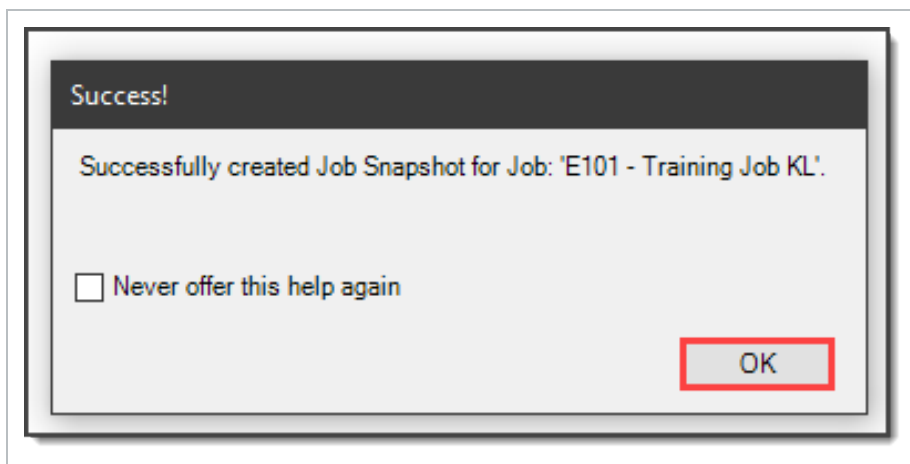 Success!
Successfully created Job Snapshot for Job: 'E101 - Training Job KL'.
Never offer this help again
OK